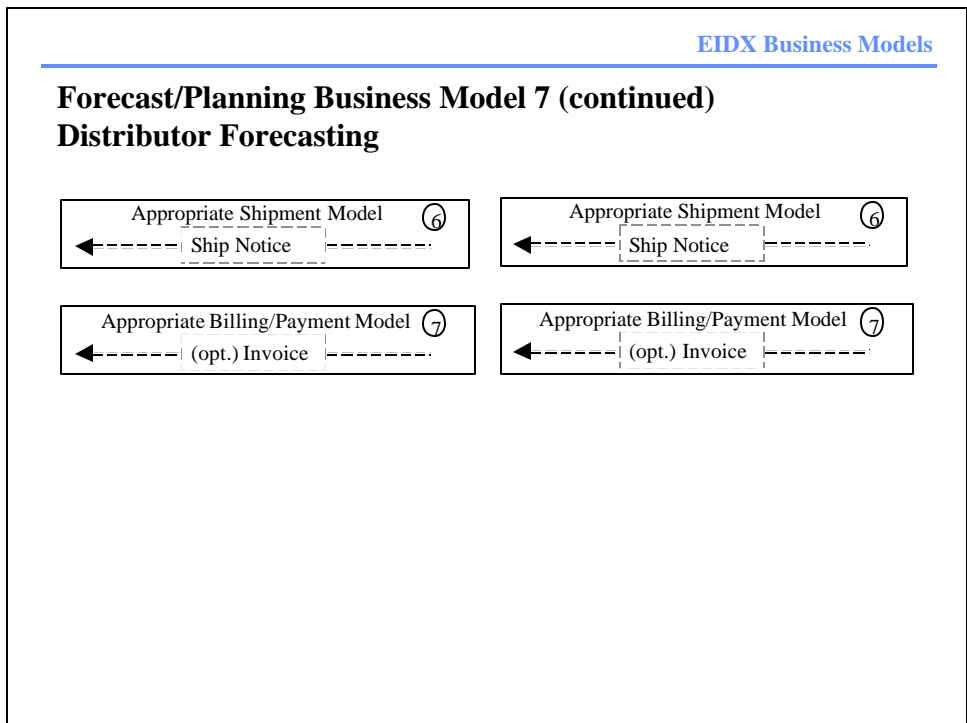 EIDX Business Models
Forecast/Planning Business Model 7 (continued)
Distributor Forecasting
Appropriate Shipment Model 6
Ship Notice
Appropriate Shipment Model 6
Ship Notice
Appropriate Billing/Payment Model 7
(opt.) Invoice
Appropriate Billing/Payment Model 7
(opt.) Invoice